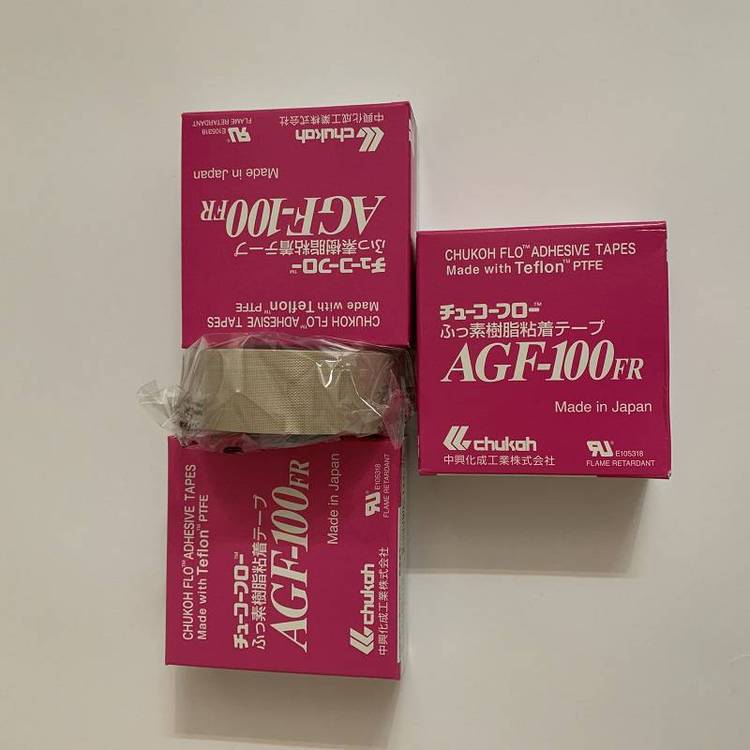 CHUKOH FLO™ ADHESIVE TAPES
Made with Teflon™ PTFE
チューコーフロー™
ふっ素樹脂粘着テープ
AGF-100FR
Made in Japan
chukoh
中興化成工業株式会社
E105318
FLAME RETARDANT
CHUKOH FLO™ ADHESIVE TAPES
Made with Teflon™ PTFE
チューコーフロー™
ふっ素樹脂粘着テープ
AGF-100FR
Made in Japan
chukoh
中興化成工業株式会社
E105318
FLAME RETARDANT
CHUKOH FLO™ ADHESIVE TAPES
Made with Teflon™ PTFE
チューコーフロー™
ふっ素樹脂粘着テープ
AGF-100FR
Made in Japan
chukoh
中興化成工業株式会社
E105318
FLAME RETARDANT